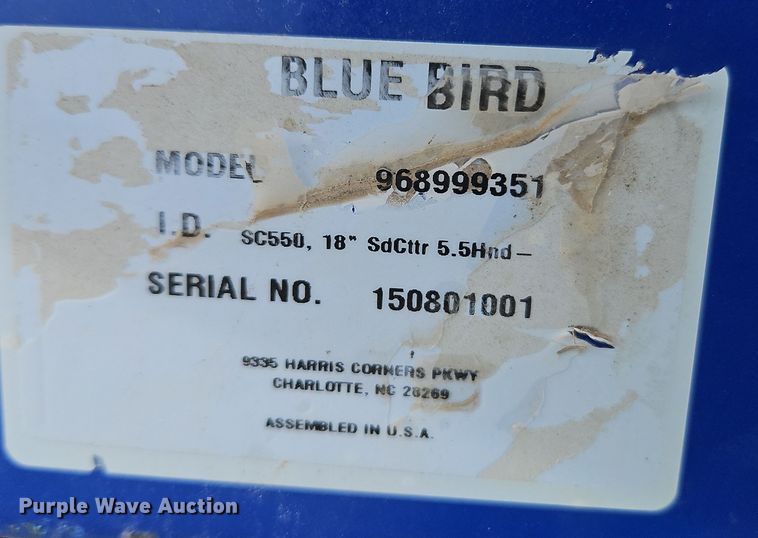 BLUE BIRD
MODEL 968999351
I.D. SC550, 18" SdCttr 5.5Hnd-
SERIAL NO. 150801001
9335 HARRIS CORNERS PKWY
CHARLOTTE, NC 28269
ASSEMBLED IN U.S.A.
Purple Wave Auction